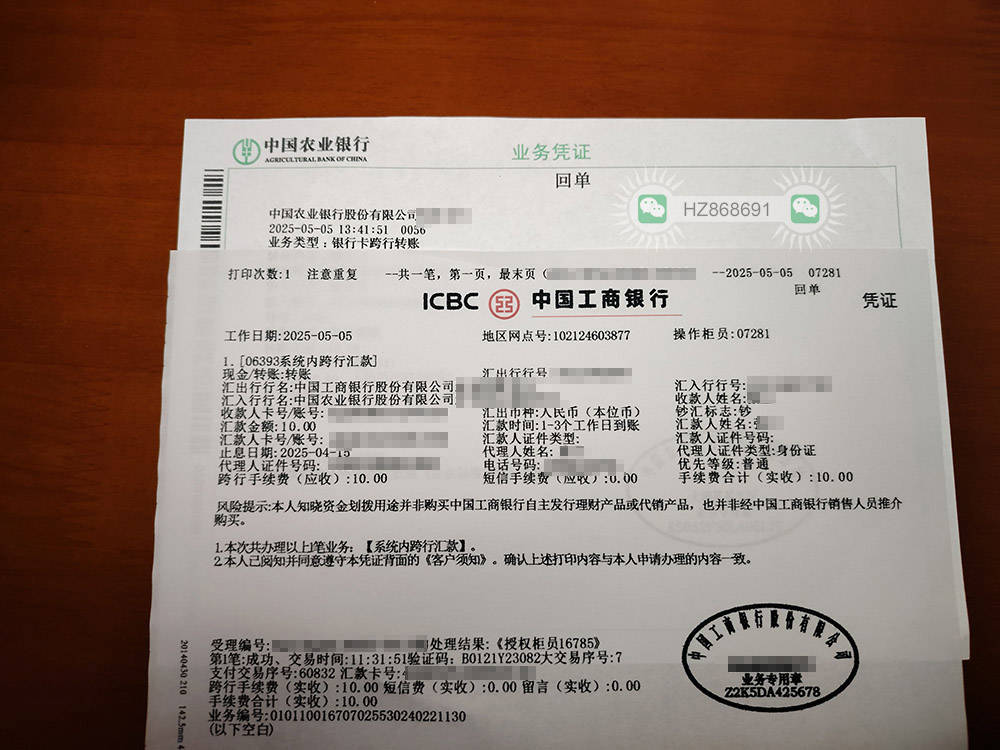 中国农业银行
AGRICULTURAL BANK OF CHINA
业务凭证
回单
HZ868691
中国农业银行股份有限公司
2025-05-05 13:41:51 0056
业务类型：银行卡跨行转账
打印次数:1 注意重复 --共一笔，第一页，最末页（ --2025-05-05 07281
回单
ICBC 中国工商银行
凭证
工作日期:2025-05-05 地区网点号:102124603877 操作柜员:07281
1.[06393系统内跨行汇款]
现金/转账:转账 汇出行行号:
汇出行行名:中国工商银行股份有限公司 汇入行行号:
汇入行行名:中国农业银行股份有限公司 收款人姓名:
收款人卡号/账号: 汇出币种:人民币（本位币） 钞汇标志:钞
汇款金额:10.00 汇款时间:1-3个工作日到账 汇款人姓名:
汇款人卡号/账号: 汇款人证件类型: 汇款人证件号码:
止息日期:2025-04-15 代理人姓名: 代理人证件类型:身份证
代理人证件号码: 电话号码: 优先等级:普通
跨行手续费（应收）:10.00 短信手续费（应收）:0.00 手续费合计（实收）:10.00
风险提示:本人知晓资金划拨用途并非购买中国工商银行自主发行理财产品或代销产品，也并非经中国工商银行销售人员推介
购买。
1.本次共办理以上1笔业务：【系统内跨行汇款】。
2.本人已阅知并同意遵守本凭证背面的《客户须知》。确认上述打印内容与本人申请办理的内容一致。
受理编号: 处理结果:《授权柜员16785》
第1笔:成功、交易时间:11:31:51验证码：B0121Y23082大交易序号:7
支付交易序号:60832 汇款卡号:
跨行手续费（实收）:10.00 短信费（实收）:0.00 留言（实收）:0.00
手续费合计（实收）:10.00
业务编号:0101100167070255302402211​30
(以下空白)
中国工商银行股份有限公司
业务专用章
Z2K5DA425678
20140430 210 142.5mm